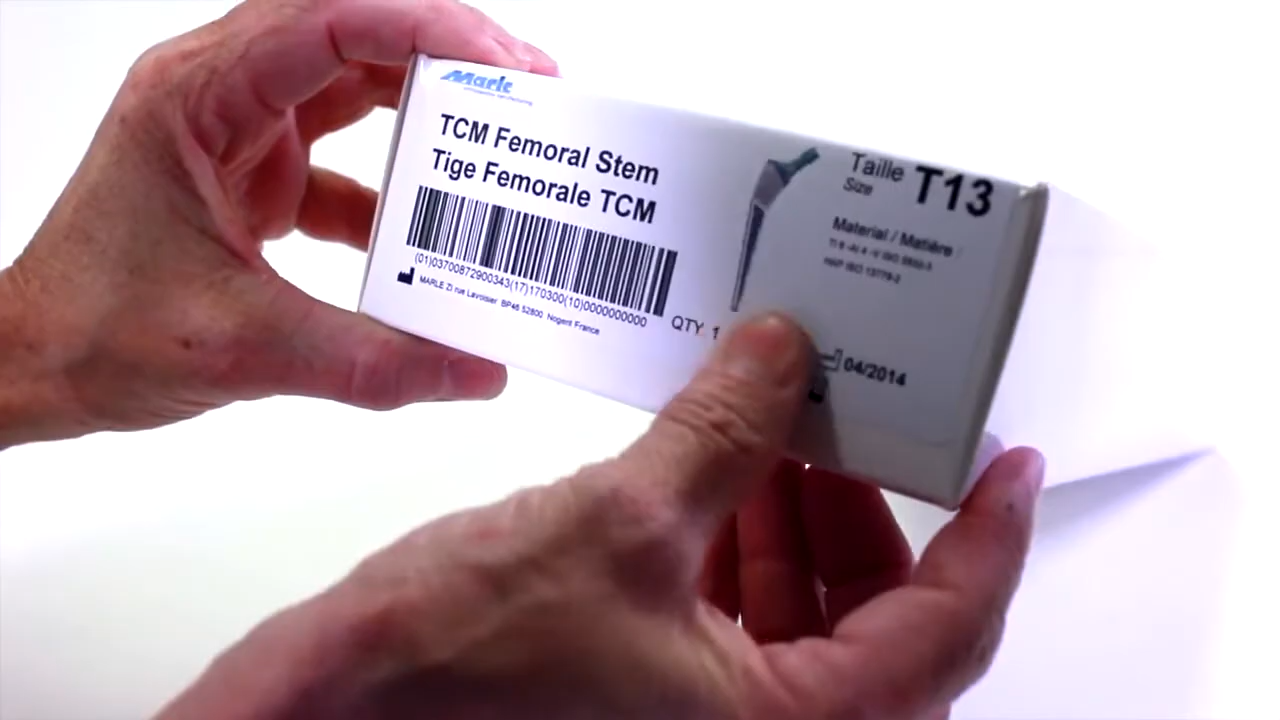 Marle
TCM Femoral Stem
Tige Femorale TCM
(01)03700872900343(17)170300(10)0000000000
MARLE ZI rue Lavoisier BP46 52800 Nogent France
QTY. 1
Taille T13
Size
Material / Matière
04/2014